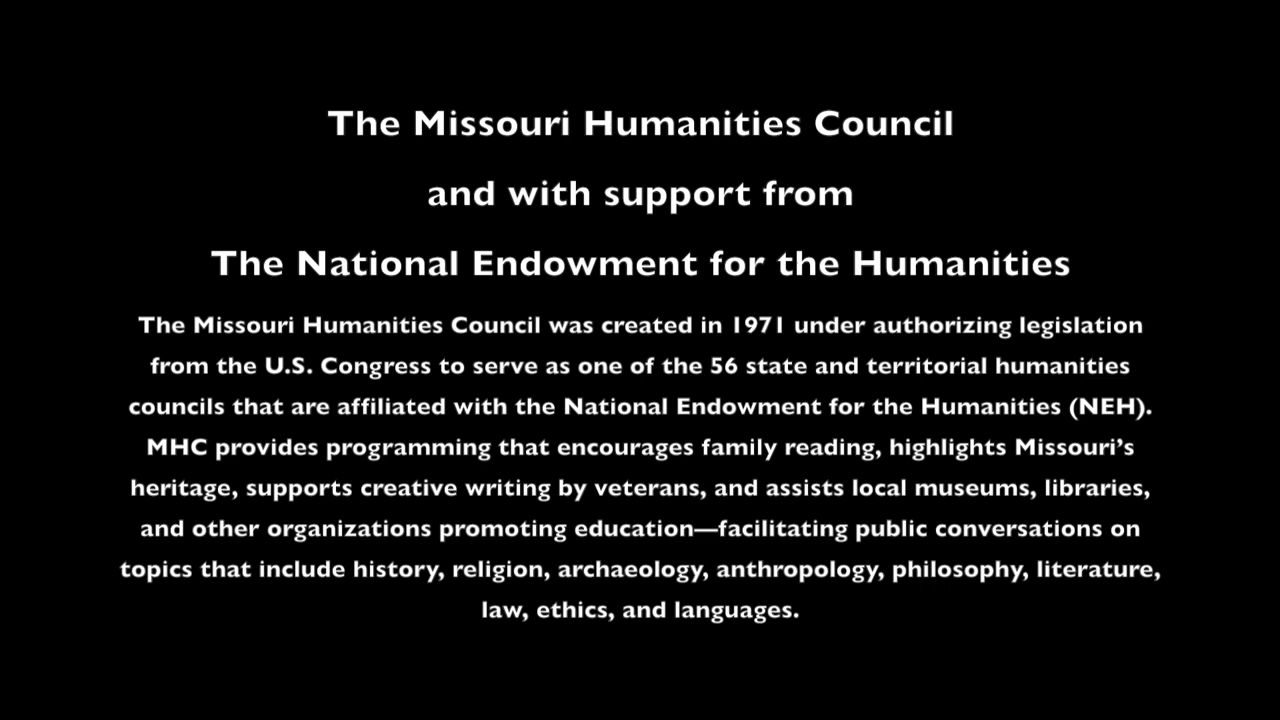 The Missouri Humanities Council
and with support from
The National Endowment for the Humanities
The Missouri Humanities Council was created in 1971 under authorizing legislation
from the U.S. Congress to serve as one of the 56 state and territorial humanities
councils that are affiliated with the National Endowment for the Humanities (NEH).
MHC provides programming that encourages family reading, highlights Missouri’s
heritage, supports creative writing by veterans, and assists local museums, libraries,
and other organizations promoting education—facilitating public conversations on
topics that include history, religion, archaeology, anthropology, philosophy, literature,
law, ethics, and languages.